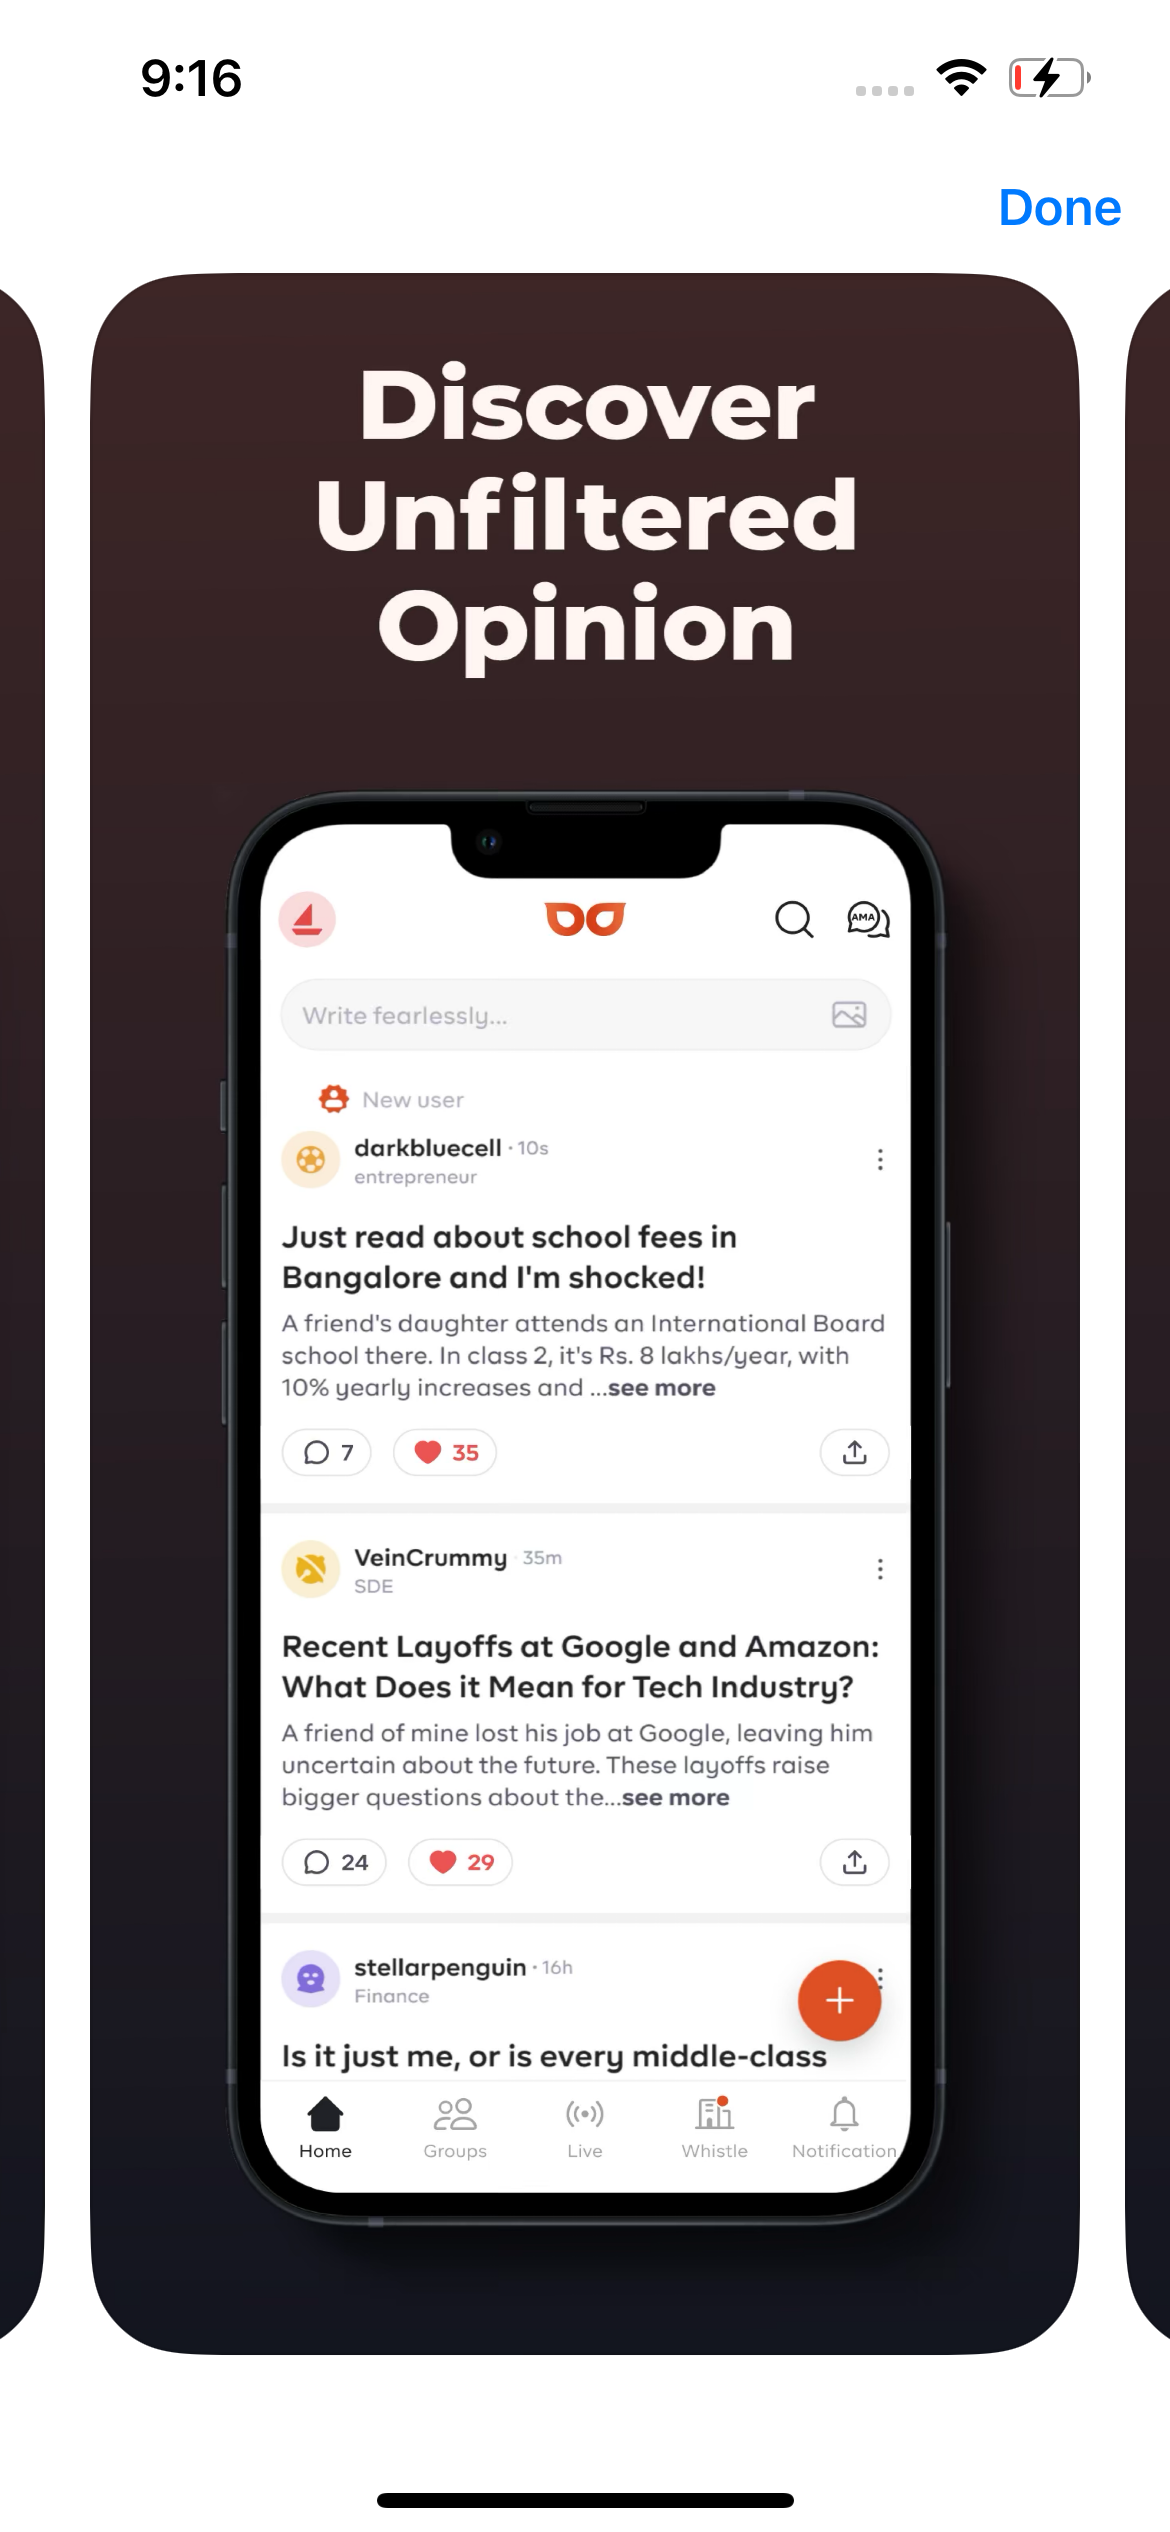 9:16
Done
Discover
Unfiltered
Opinion
AMA
Write fearlessly...
New user
darkbluecell · 10s
entrepreneur
Just read about school fees in
Bangalore and I'm shocked!
A friend's daughter attends an International Board
school there. In class 2, it's Rs. 8 lakhs/year, with
10% yearly increases and ...see more
7 35
VeinCrummy · 35m
SDE
Recent Layoffs at Google and Amazon:
What Does it Mean for Tech Industry?
A friend of mine lost his job at Google, leaving him
uncertain about the future. These layoffs raise
bigger questions about the...see more
24 29
stellarpenguin · 16h
Finance
Is it just me, or is every middle-class
Home Groups Live Whistle Notification